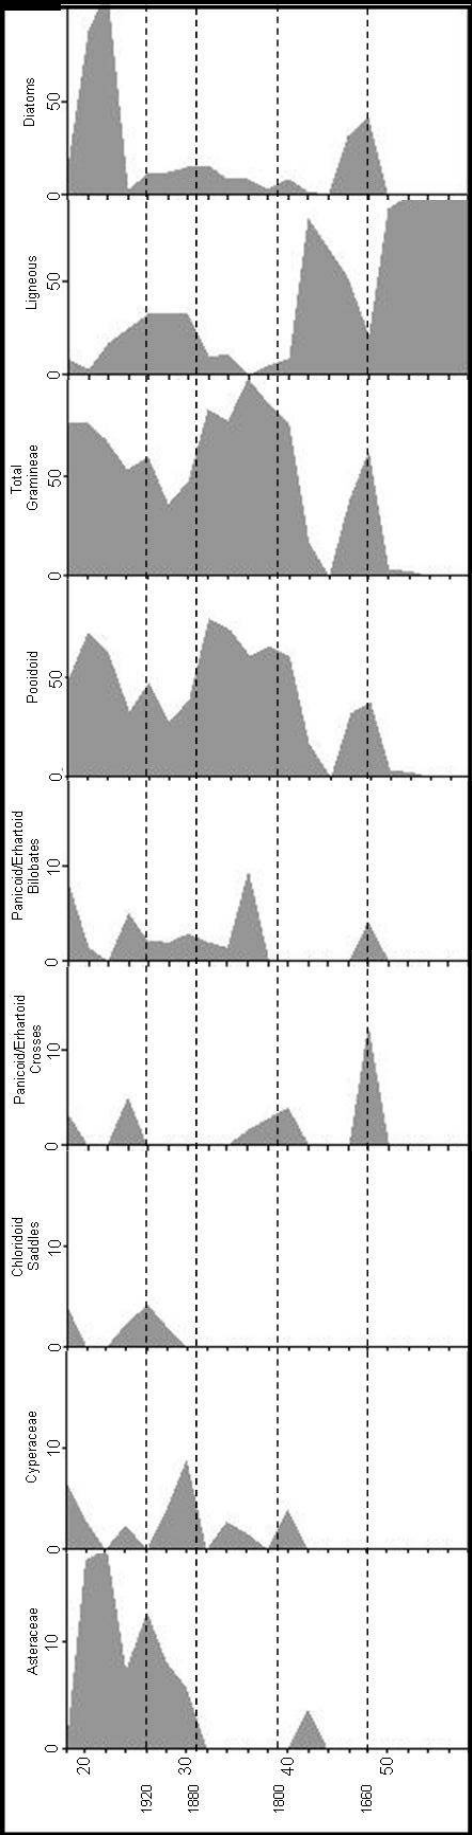 Diatoms
50
0
Ligneous
50
0
Total
Gramineae
50
0
Pooidoid
50
0
Panicoid/Erhartoid
Bilobates
10
0
Panicoid/Erhartoid
Crosses
10
0
Chloridoid
Saddles
10
0
Cyperaceae
10
0
Asteraceae
10
0
20
30
40
50
1920
1880
1800
1660